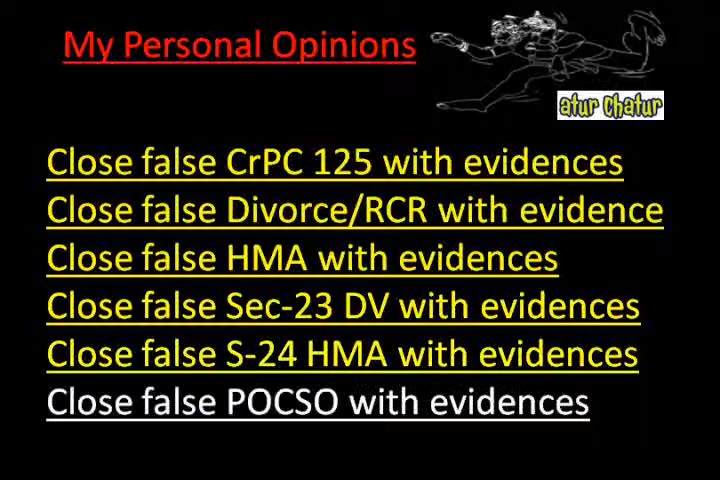 My Personal Opinions
atur Chatur
Close false CrPC 125 with evidences
Close false Divorce/RCR with evidence
Close false HMA with evidences
Close false Sec-23 DV with evidences
Close false S-24 HMA with evidences
Close false POCSO with evidences